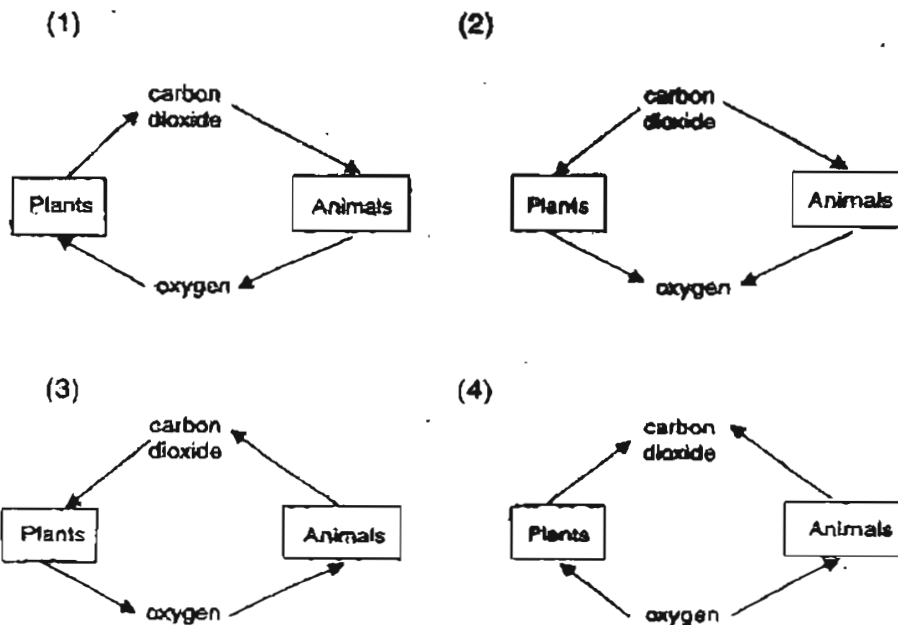 (1)
carbon
dioxide
Plants
Animals
oxygen
(2)
carbon
dioxide
Plants
Animals
oxygen
(3)
carbon
dioxide
Plants
Animals
oxygen
(4)
carbon
dioxide
Plants
Animals
oxygen